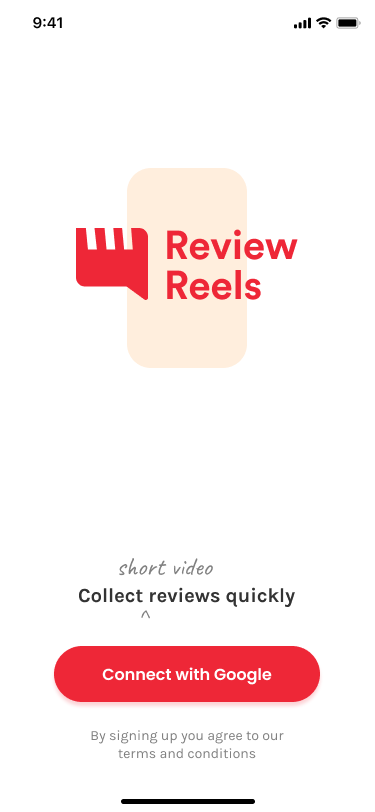 9:41
Review
Reels
short video
Collect reviews quickly
^
Connect with Google
By signing up you agree to our
terms and conditions